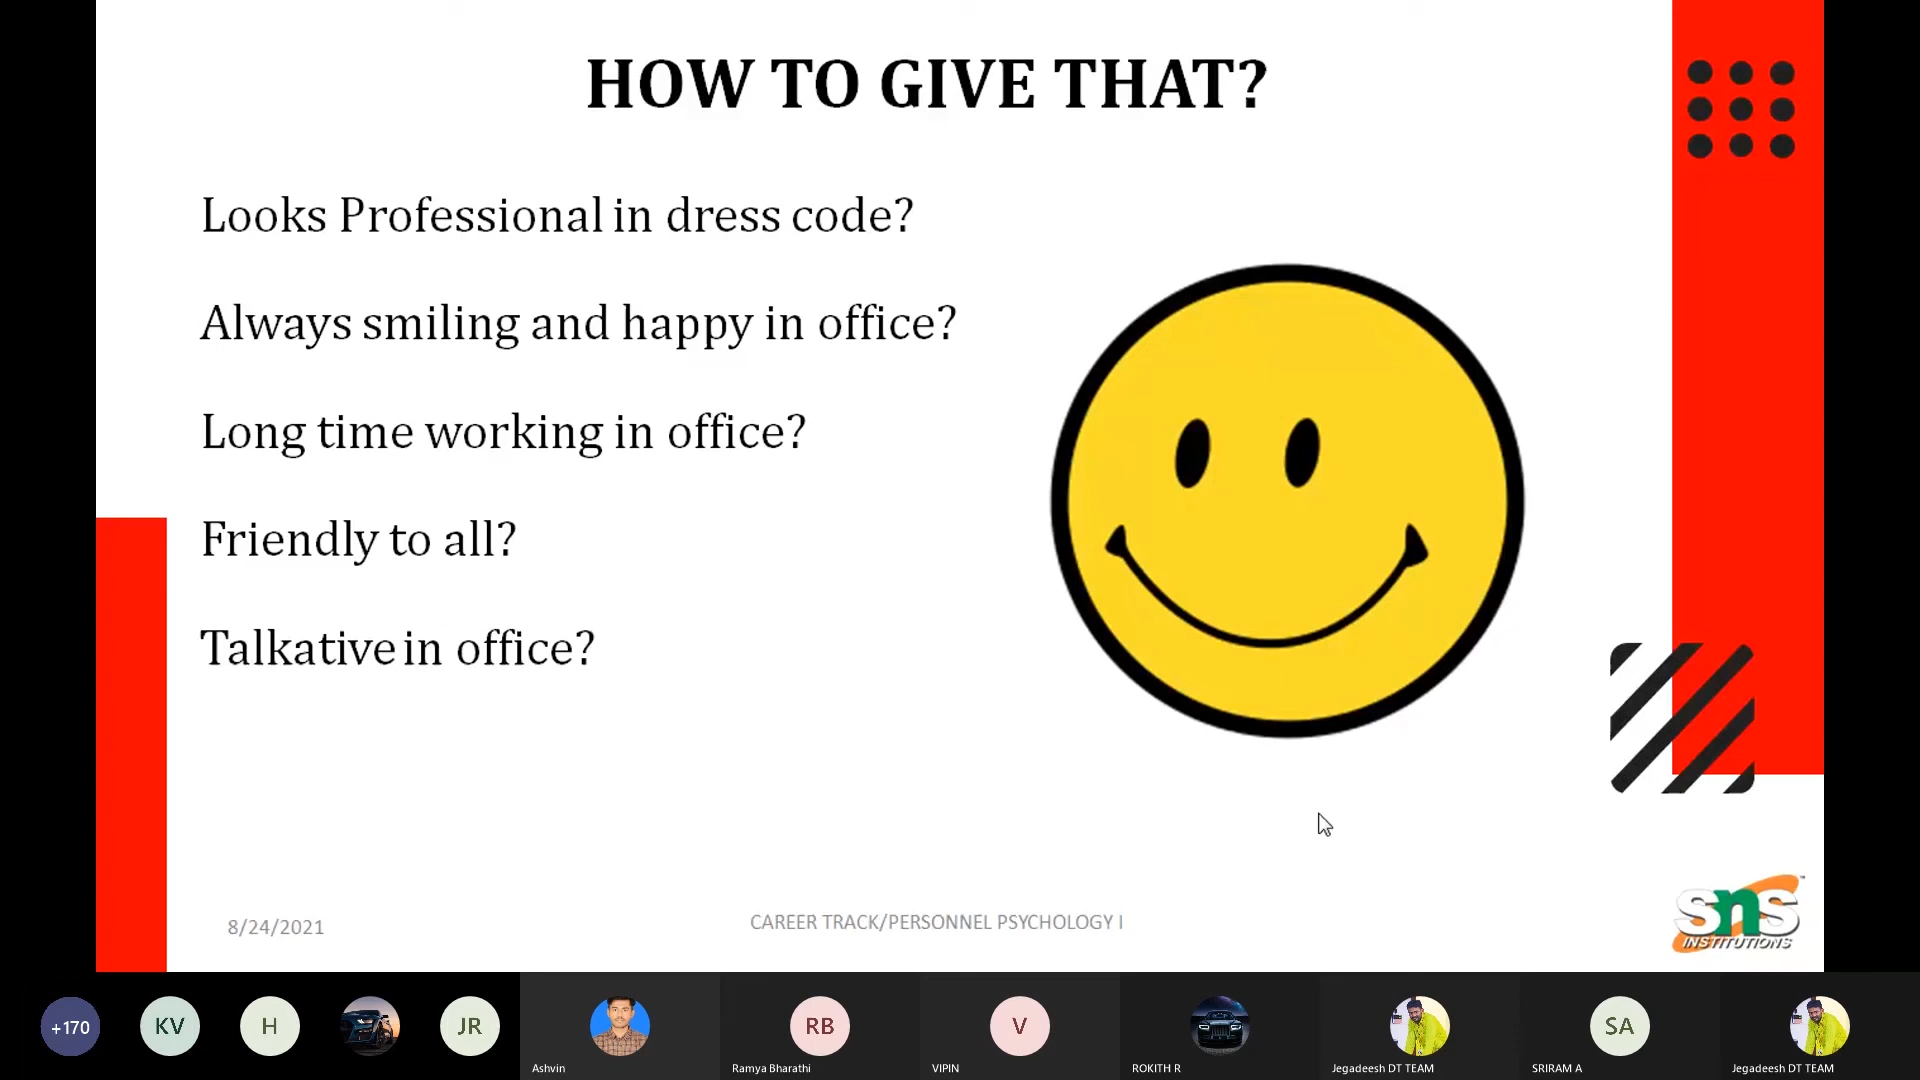 HOW TO GIVE THAT?
Looks Professional in dress code?
Always smiling and happy in office?
Long time working in office?
Friendly to all?
Talkative in office?
8/24/2021
CAREER TRACK/PERSONNEL PSYCHOLOGY I
sns
INSTITUTIONS
TM
+170
KV
H
JR
Ashvin
RB
Ramya Bharathi
V
VIPIN
ROKITH R
Jegadeesh DT TEAM
SA
SRIRAM A
Jegadeesh DT TEAM